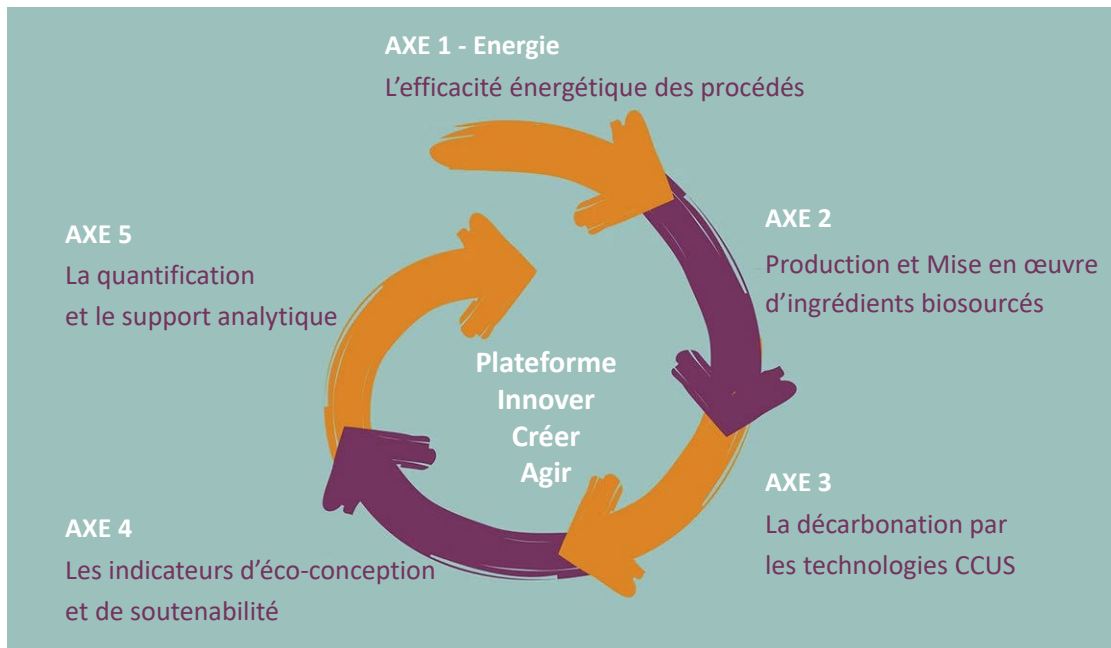 AXE 1 - Energie
L’efficacité énergétique des procédés
AXE 2
Production et Mise en œuvre
d’ingrédients biosourcés
AXE 3
La décarbonation par
les technologies CCUS
AXE 4
Les indicateurs d’éco-conception
et de soutenabilité
AXE 5
La quantification
et le support analytique
Plateforme
Innover
Créer
Agir